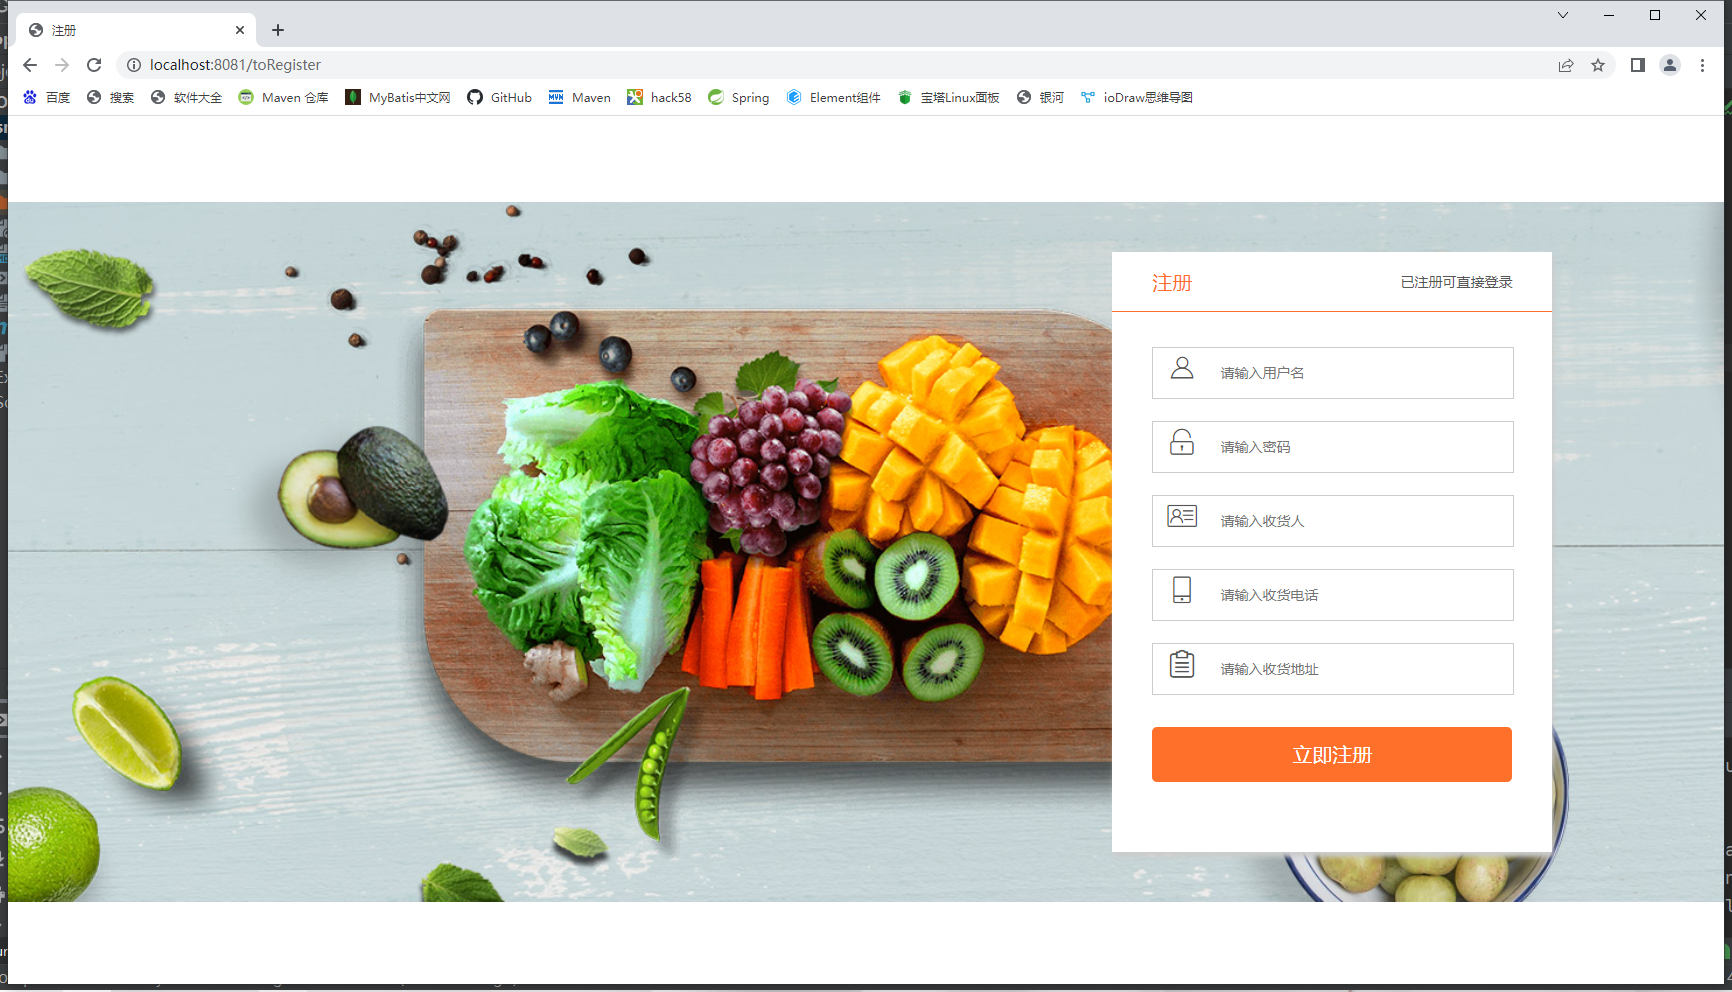 注册
localhost:8081/toRegister
百度 搜索 软件大全 Maven 仓库 MyBatis中文网 GitHub Maven hack58 Spring Element组件 宝塔Linux面板 银河 ioDraw思维导图
注册 已注册可直接登录
请输入用户名
请输入密码
请输入收货人
请输入收货电话
请输入收货地址
立即注册